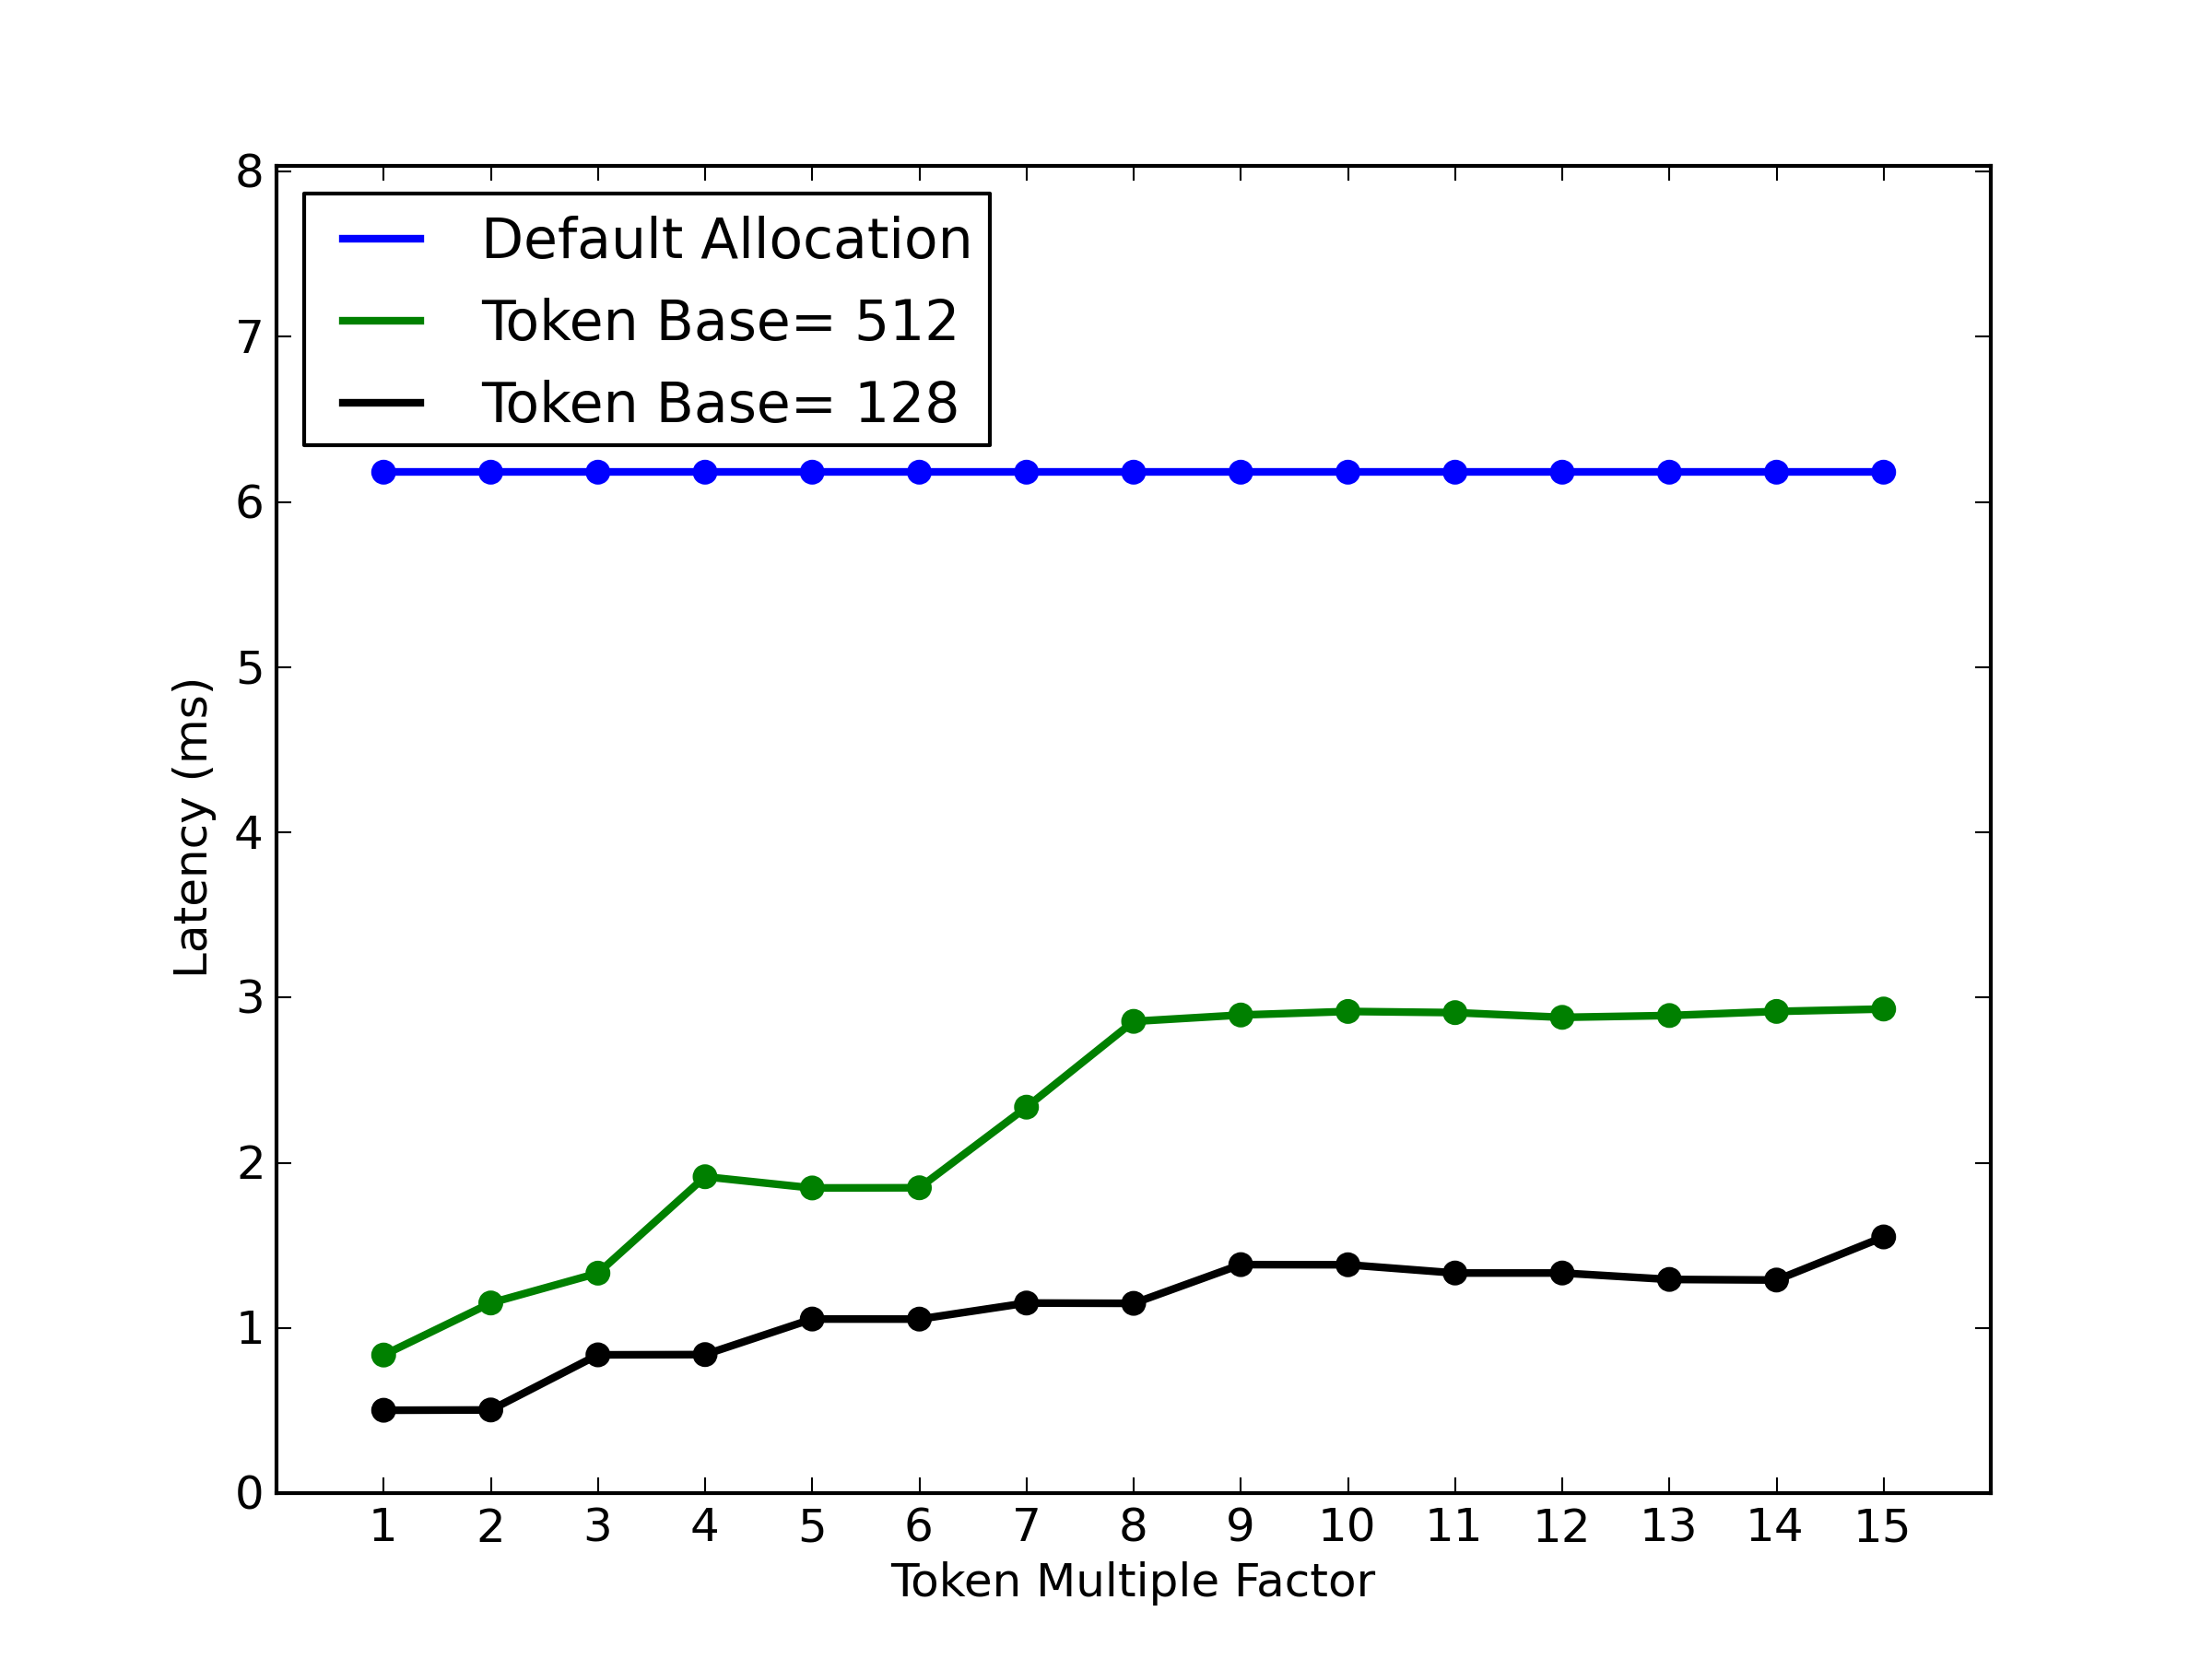 8
7
6
5
4
3
2
1
0
Latency (ms)
Default Allocation
Token Base= 512
Token Base= 128
1 2 3 4 5 6 7 8 9 10 11 12 13 14 15
Token Multiple Factor